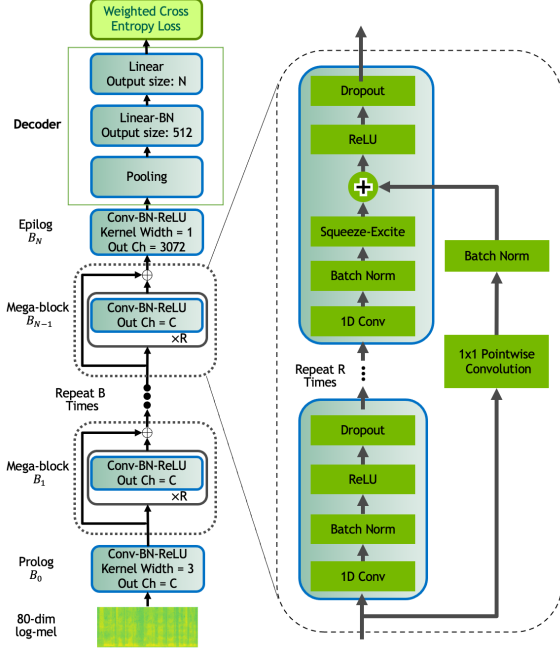 Weighted Cross
Entropy Loss
Decoder
Linear
Output size: N
Linear-BN
Output size: 512
Pooling
Epilog
B_N
Conv-BN-ReLU
Kernel Width = 1
Out Ch = 3072
Mega-block
B_{N-1}
Conv-BN-ReLU
Out Ch = C
×R
Repeat B
Times
Mega-block
B_1
Conv-BN-ReLU
Out Ch = C
×R
Prolog
B_0
Conv-BN-ReLU
Kernel Width = 3
Out Ch = C
80-dim
log-mel
Dropout
ReLU
Squeeze-Excite
Batch Norm
1D Conv
Repeat R
Times
Dropout
ReLU
Batch Norm
1D Conv
Batch Norm
1x1 Pointwise
Convolution